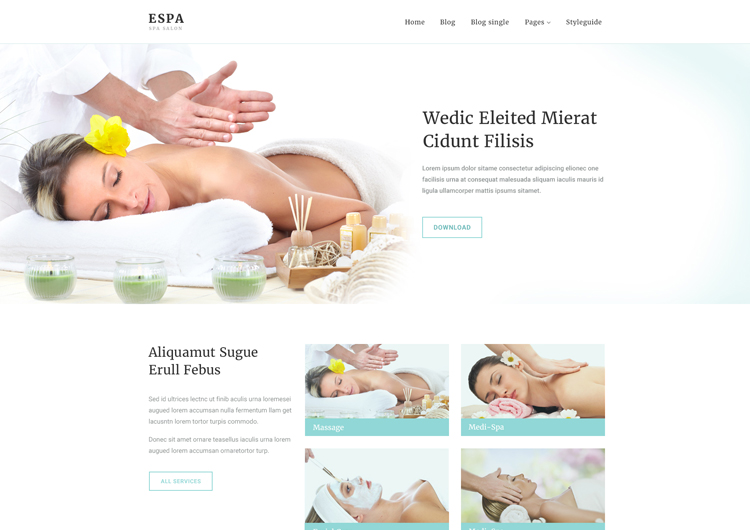 ESPA
SPA SALON
Home Blog Blog single Pages Styleguide
Wedic Eleited Mierat
Cidunt Filisis
Lorem ipsum dolor sitame consectetur adipiscing elionec one
facilisis urna at consequat malesuada sliquam iaculis mauris id
ligula ullamcorper mattis ipsums sitamet.
DOWNLOAD
Aliquamut Sugue
Erull Febus
Sed id ultrices lectnc ut finib aculis urna loremesei
augued lorem accumsan nulla fermentum llam get
lacusntn lorem tortor turpis commodo.
Donec sit amet ornare teasellus iaculis urna lorem
augued lorem accumsan ornaretortor turp.
ALL SERVICES
Massage
Medi-Spa